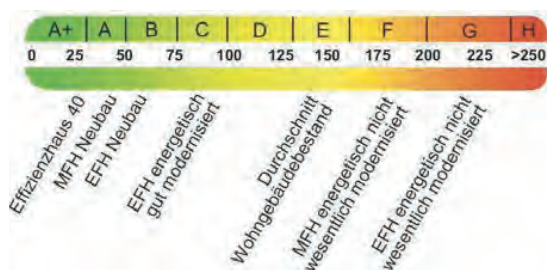 A+ A B C D E F G H
0 25 50 75 100 125 150 175 200 225 >250
Effizienzhaus 40
MFH Neubau
EFH Neubau
EFH energetisch
gut modernisiert
Durchschnitt
Wohngebäudebestand
MFH energetisch nicht
wesentlich modernisiert
EFH energetisch nicht
wesentlich modernisiert